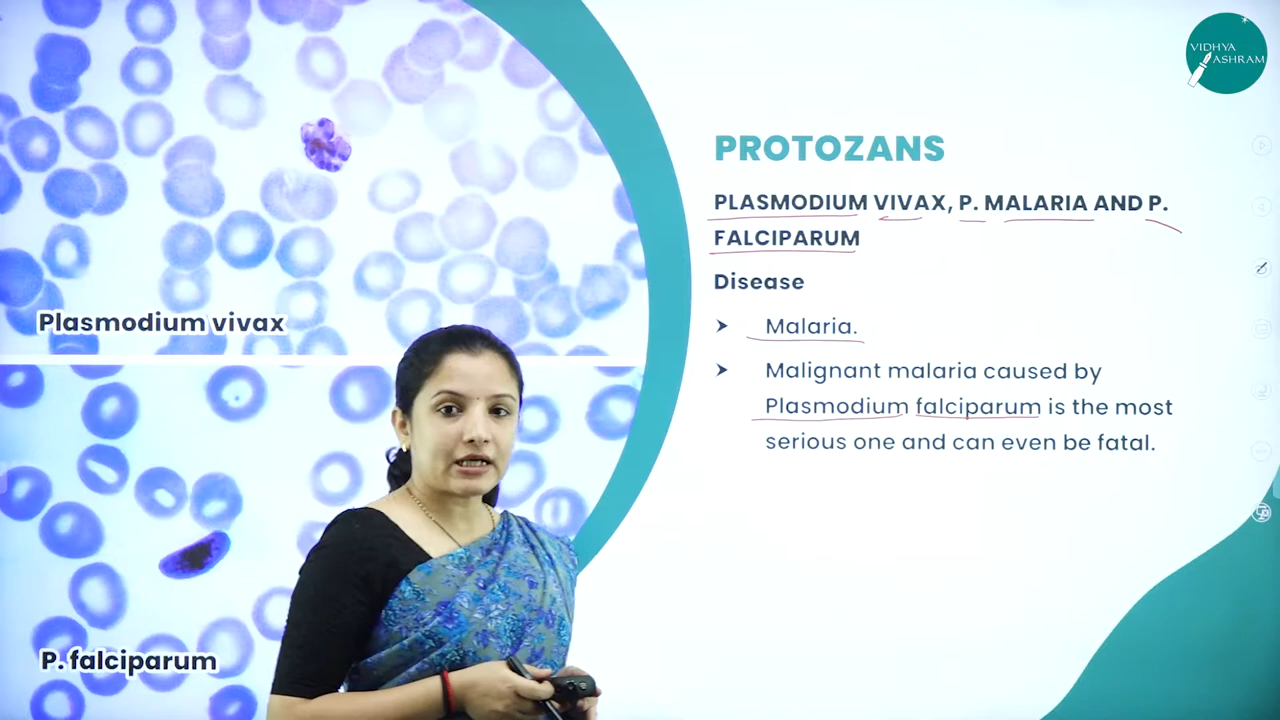 VIDHYA
ASHRAM
PROTOZANS
PLASMODIUM VIVAX, P. MALARIA AND P.
FALCIPARUM
Disease
Malaria.
Malignant malaria caused by
Plasmodium falciparum is the most
serious one and can even be fatal.
Plasmodium vivax
P. falciparum